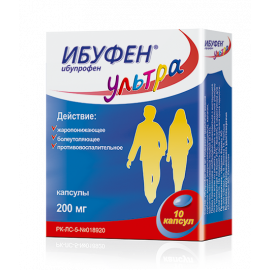 ИБУФЕН®
ибупрофен
ультра
Действие:
жаропонижающее
болеутоляющее
противовоспалительное
капсулы
200 мг
10
капсул
РК-ЛС-5-№018920